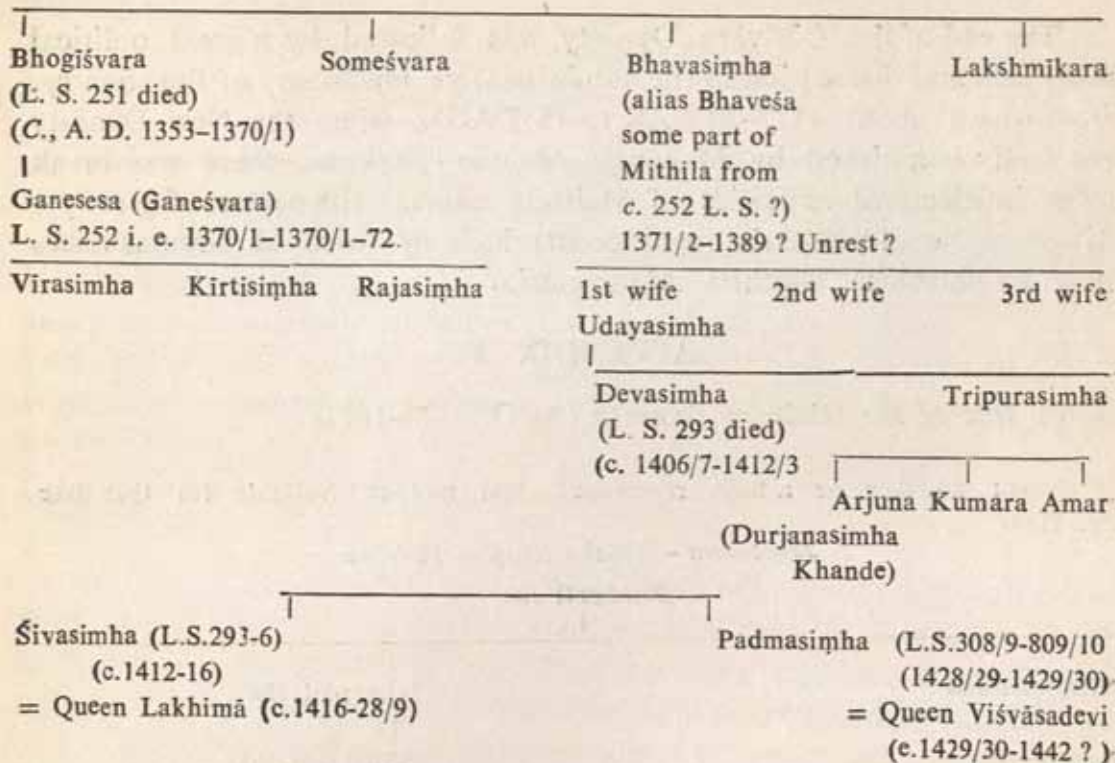 Bhogiśvara Someśvara Bhavasiṃha Lakshmikara
(L. S. 251 died) (alias Bhaveśa
(C., A. D. 1353–1370/1) some part of
Mithila from
Ganesesa (Gaṇeśvara) c. 252 L. S. ?)
L. S. 252 i. e. 1370/1–1370/1–72 1371/2–1389 ? Unrest ?
Virasimha Kīrtisiṃha Rajasiṃha 1st wife 2nd wife 3rd wife
Udayasimha
Devasimha Tripurasimha
(L. S. 293 died)
(c. 1406/7-1412/3
Arjuna Kumara Amar
(Durjanasimha
Khande)
Śivasimha (L.S.293-6) Padmasiṃha (L.S.308/9-809/10
(c.1412-16) (1428/29-1429/30)
= Queen Lakhimā (c.1416-28/9) = Queen Viśvāsadevi
(e.1429/30-1442 ? )